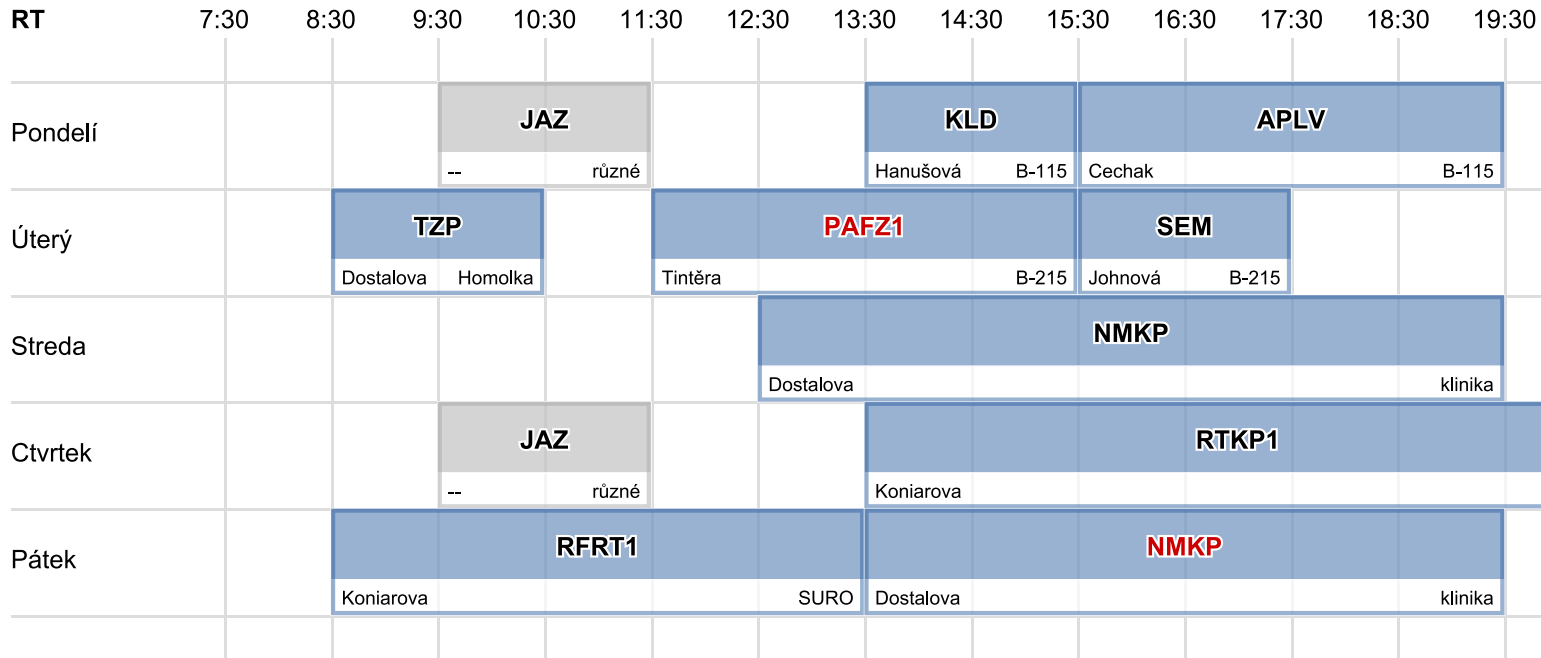 RT 7:30 8:30 9:30 10:30 11:30 12:30 13:30 14:30 15:30 16:30 17:30 18:30 19:30
Pondelí
JAZ
-- různé
KLD
Hanušová B-115
APLV
Cechak B-115
Úterý
TZP
Dostalova Homolka
PAFZ1
Tintěra B-215
SEM
Johnová B-215
Streda
NMKP
Dostalova klinika
Ctvrtek
JAZ
-- různé
RTKP1
Koniarova
Pátek
RFRT1
Koniarova SURO
NMKP
Dostalova klinika